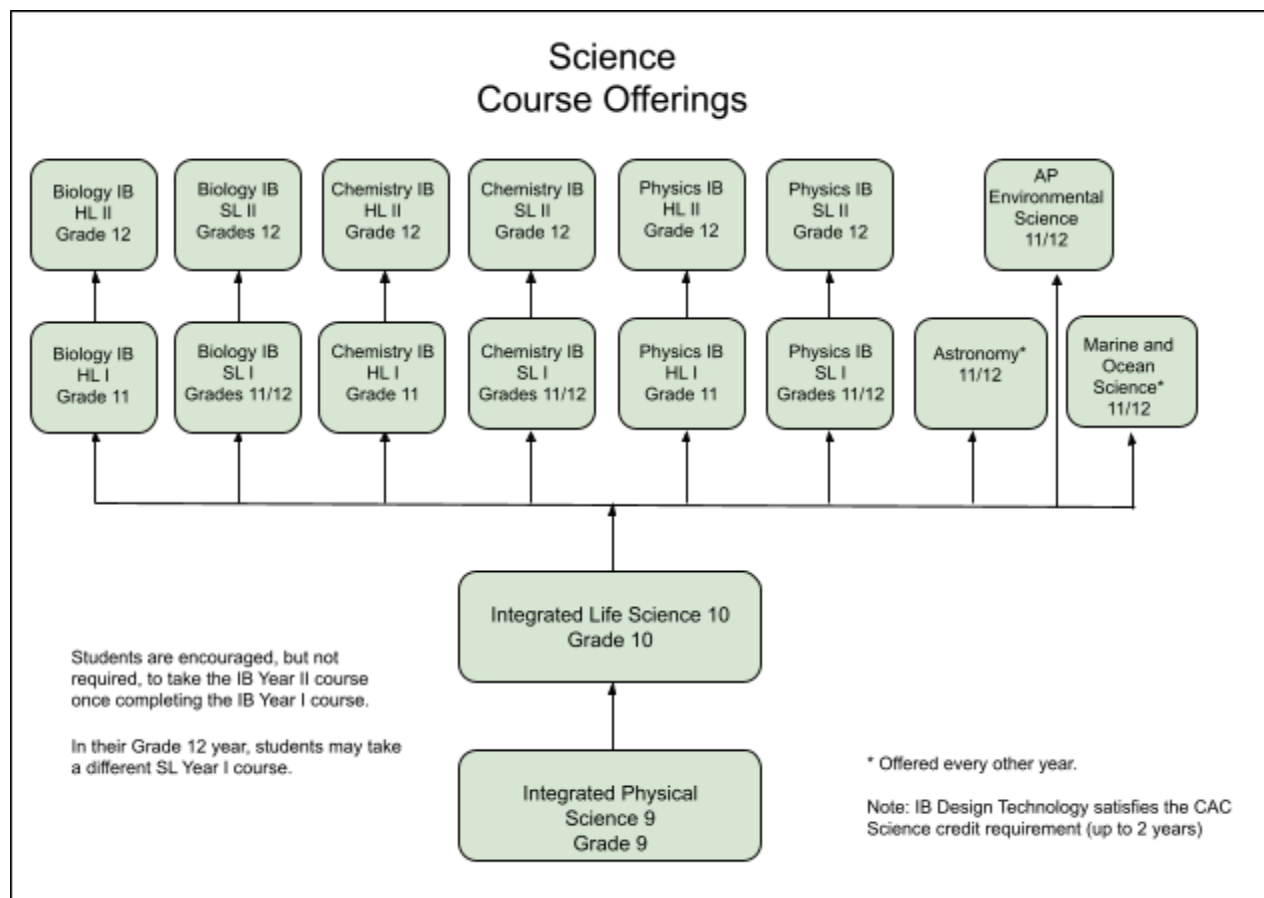 Science
Course Offerings
Biology IB
HL II
Grade 12
Biology IB
SL II
Grades 12
Chemistry IB
HL II
Grade 12
Chemistry IB
SL II
Grade 12
Physics IB
HL II
Grade 12
Physics IB
SL II
Grade 12
AP
Environmental
Science
11/12
Biology IB
HL I
Grade 11
Biology IB
SL I
Grades 11/12
Chemistry IB
HL I
Grade 11
Chemistry IB
SL I
Grades 11/12
Physics IB
HL I
Grade 11
Physics IB
SL I
Grades 11/12
Astronomy*
11/12
Marine and
Ocean
Science*
11/12
Integrated Life Science 10
Grade 10
Students are encouraged, but not
required, to take the IB Year II course
once completing the IB Year I course.
In their Grade 12 year, students may take
a different SL Year I course.
Integrated Physical
Science 9
Grade 9
* Offered every other year.
Note: IB Design Technology satisfies the CAC
Science credit requirement (up to 2 years)